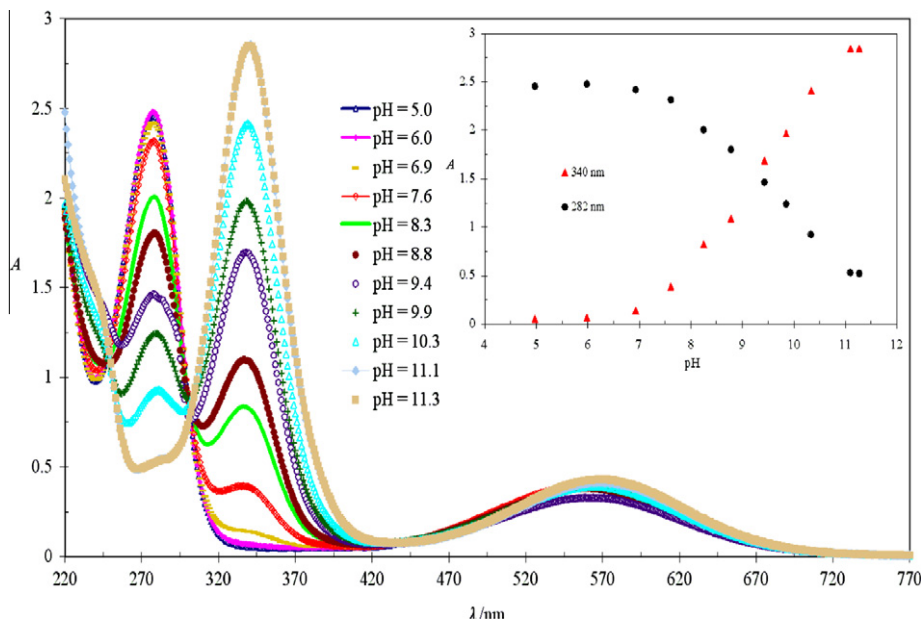 3
2.5
2
1.5
1
0.5
0
A
220 270 320 370 420 470 520 570 620 670 720 770
λ/nm
pH = 5.0
pH = 6.0
pH = 6.9
pH = 7.6
pH = 8.3
pH = 8.8
pH = 9.4
pH = 9.9
pH = 10.3
pH = 11.1
pH = 11.3
3
2.5
2
1.5
1
0.5
0
A
340 nm
282 nm
4 5 6 7 8 9 10 11 12
pH